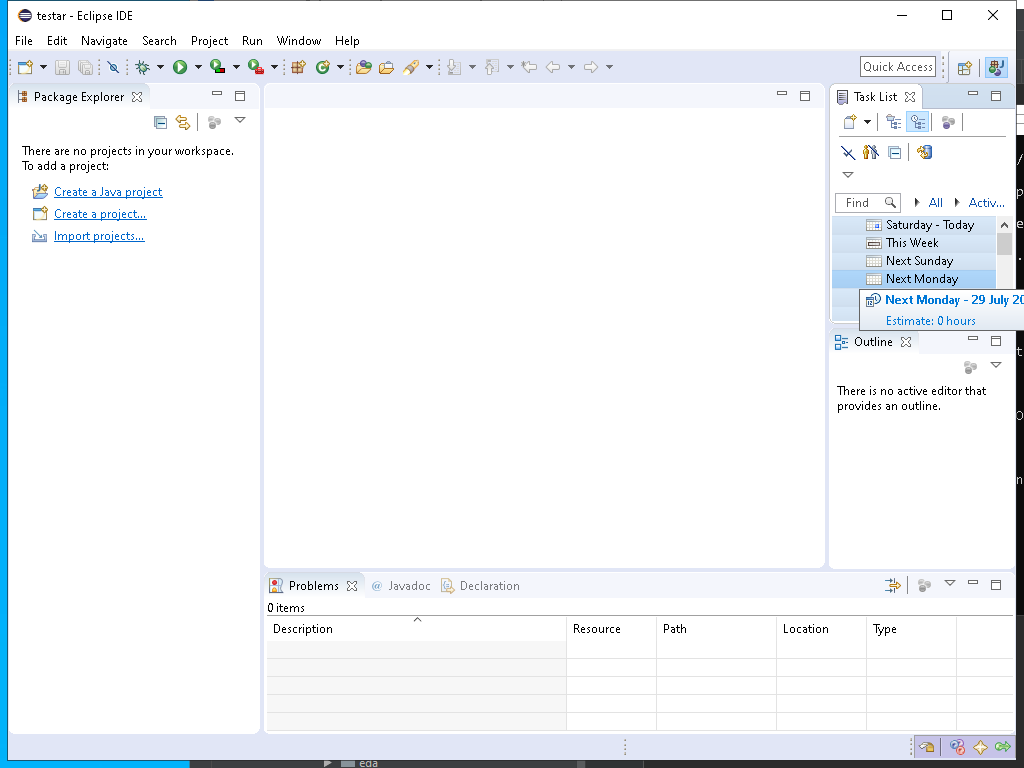 testar - Eclipse IDE
File Edit Navigate Search Project Run Window Help
Quick Access
Package Explorer
There are no projects in your workspace.
To add a project:
Create a Java project
Create a project...
Import projects...
Task List
Find All Activ...
Saturday - Today
This Week
Next Sunday
Next Monday
Next Monday - 29 July 20
Estimate: 0 hours
Outline
There is no active editor that
provides an outline.
Problems @ Javadoc Declaration
0 items
Description Resource Path Location Type
eda